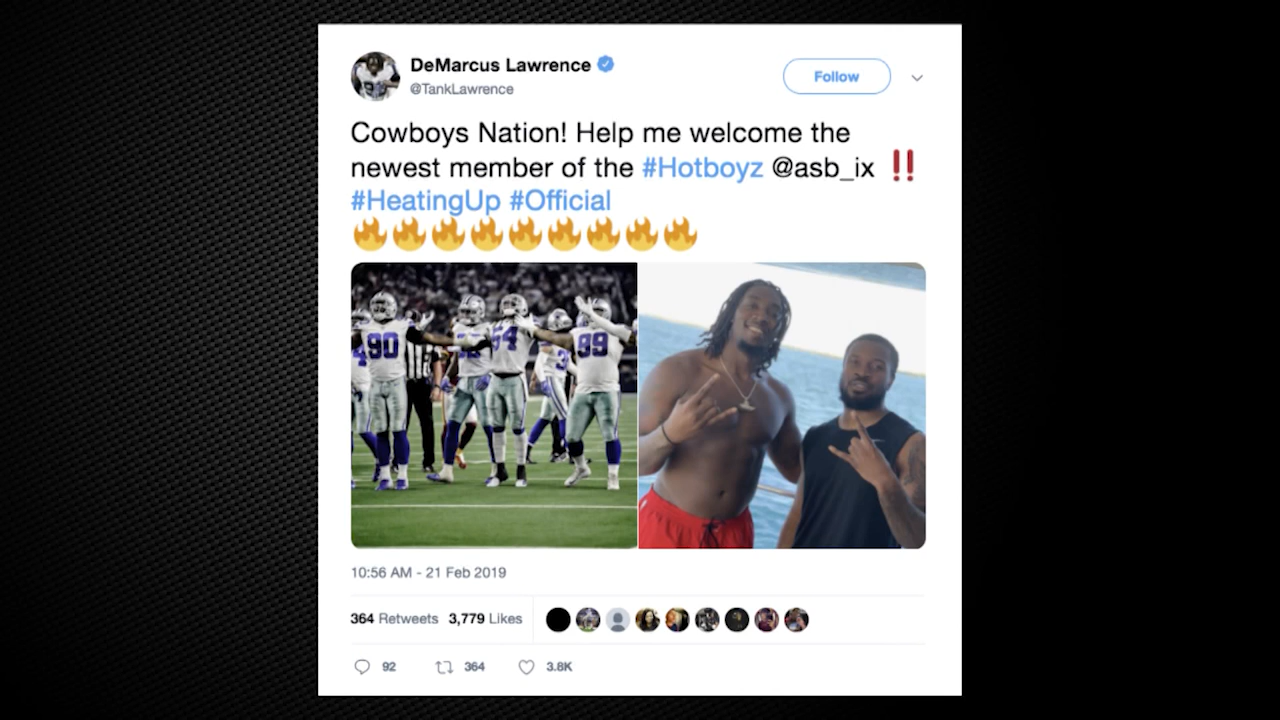 DeMarcus Lawrence
@TankLawrence
Follow
Cowboys Nation! Help me welcome the
newest member of the #Hotboyz @asb_ix ‼️
#HeatingUp #Official
🔥🔥🔥🔥🔥🔥🔥🔥🔥
90
54
99
10:56 AM - 21 Feb 2019
364 Retweets 3,779 Likes
92 364 3.8K